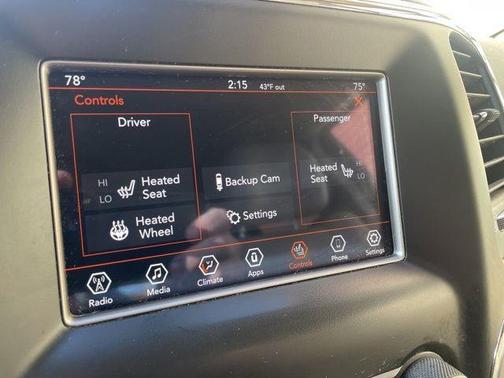 78° 2:15 43°F out 75°
Controls X
Driver Passenger
HI Heated Seat LO
Backup Cam
Heated Seat HI LO
Heated Wheel
Settings
Radio Media Climate Apps Controls Phone Settings